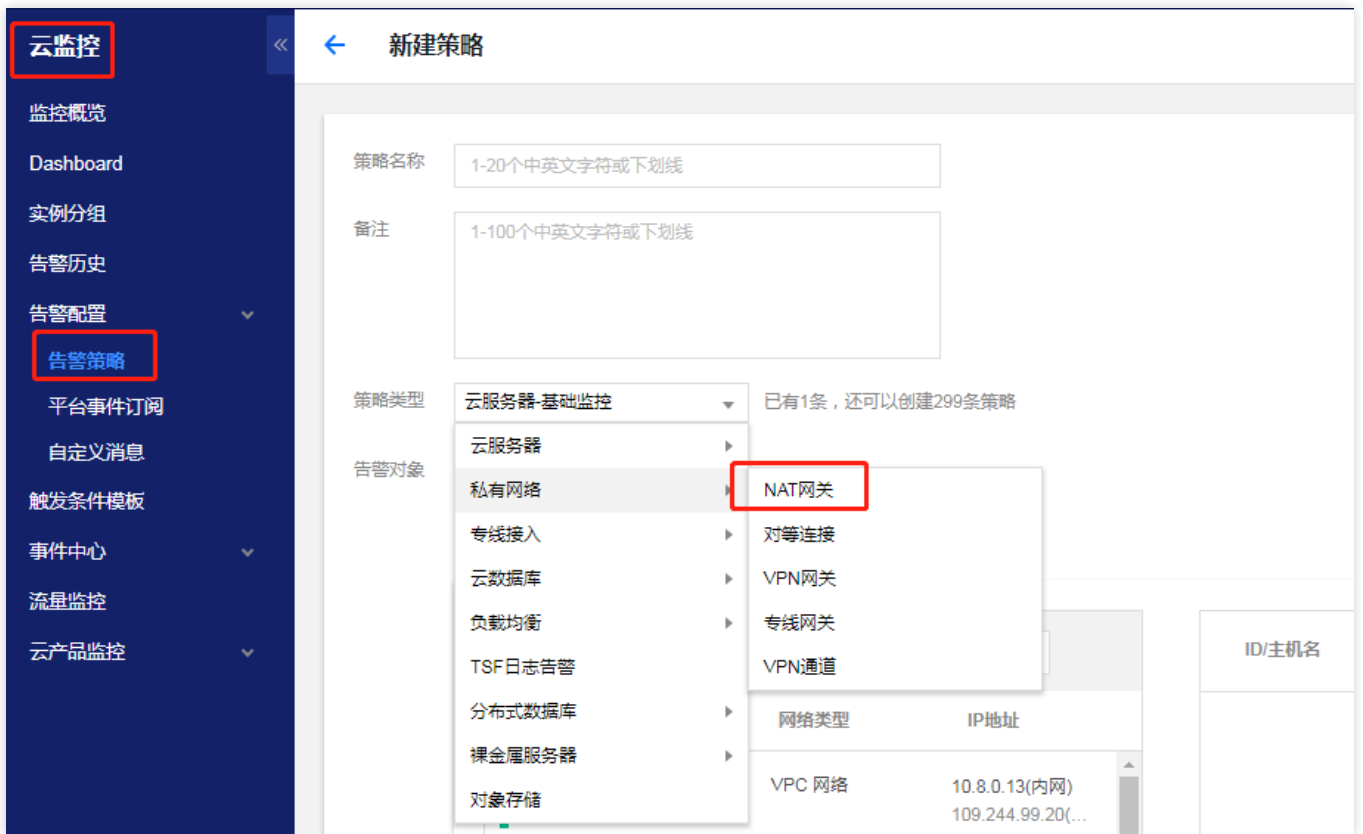 云监控
监控概览
Dashboard
实例分组
告警历史
告警配置
告警策略
平台事件订阅
自定义消息
触发条件模板
事件中心
流量监控
云产品监控
新建策略
策略名称
1-20个中英文字符或下划线
备注
1-100个中英文字符或下划线
策略类型
云服务器-基础监控
已有1条，还可以创建299条策略
告警对象
云服务器
私有网络
专线接入
云数据库
负载均衡
TSF日志告警
分布式数据库
裸金属服务器
对象存储
NAT网关
对等连接
VPN网关
专线网关
VPN通道
网络类型
IP地址
VPC 网络
10.8.0.13(内网)
109.244.99.20(...
ID/主机名